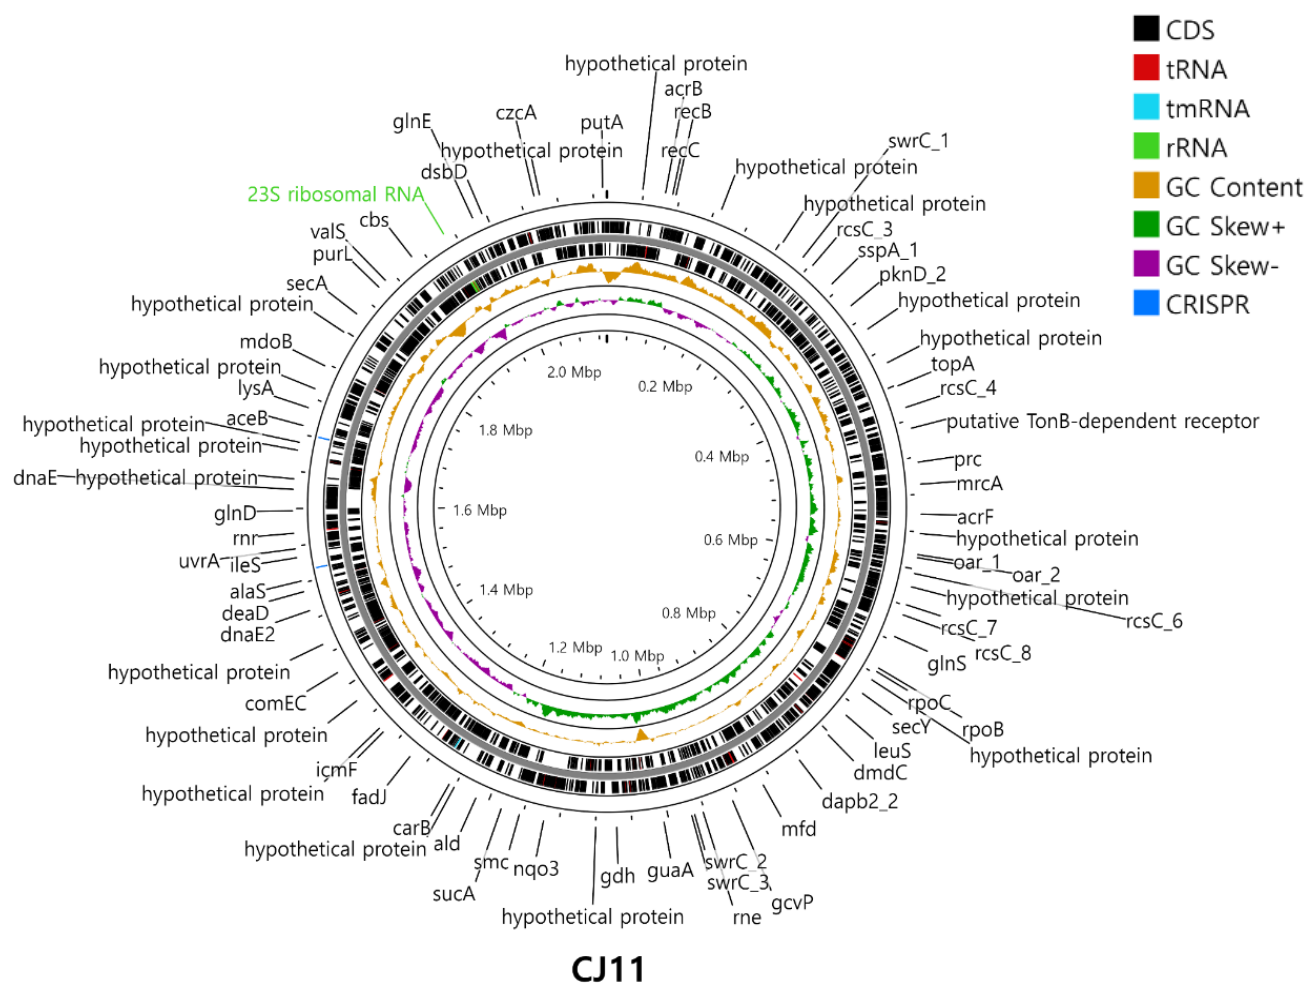 CDS
tRNA
tmRNA
rRNA
GC Content
GC Skew+
GC Skew-
CRISPR
hypothetical protein
acrB
recB
czcA
putA
glnE
hypothetical protein
recC
swrC_1
dsbD
hypothetical protein
23S ribosomal RNA
hypothetical protein
cbs
rcsC_3
valS
sspA_1
purL
pknD_2
secA
hypothetical protein
hypothetical protein
mdoB
hypothetical protein
hypothetical protein
topA
lysA
rcsC_4
aceB
putative TonB-dependent receptor
hypothetical protein
hypothetical protein
prc
dnaE
hypothetical protein
mrcA
glnD
acrF
rnr
hypothetical protein
uvrA
ileS
oar_1
oar_2
alaS
hypothetical protein
deaD
rcsC_6
dnaE2
rcsC_7
rcsC_8
hypothetical protein
glnS
comEC
rpoC
secY
rpoB
hypothetical protein
leuS
hypothetical protein
icmF
dmdC
hypothetical protein
fadJ
dapb2_2
carB
mfd
hypothetical protein
ald
smc
nqo3
gdh
guaA
swrC_2
swrC_3
sucA
gcvP
hypothetical protein
rne
2.0 Mbp
0.2 Mbp
1.8 Mbp
0.4 Mbp
1.6 Mbp
0.6 Mbp
1.4 Mbp
0.8 Mbp
1.2 Mbp
1.0 Mbp
CJ11